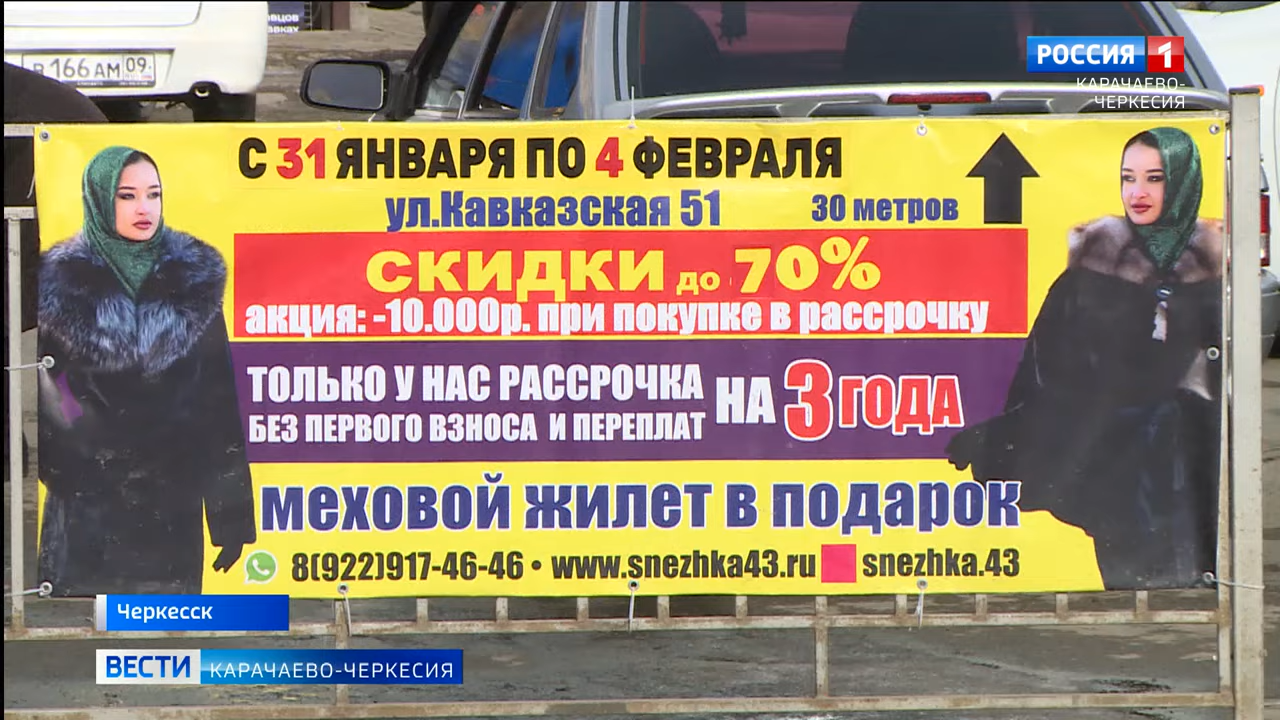 авцов
авках
в 166 АМ 09
РОССИЯ 1
КАРАЧАЕВО-
ЧЕРКЕСИЯ
С 31 ЯНВАРЯ ПО 4 ФЕВРАЛЯ
ул.Кавказская 51 30 метров
СКИДКИ до 70%
акция: -10.000р. при покупке в рассрочку
ТОЛЬКО У НАС РАССРОЧКА
БЕЗ ПЕРВОГО ВЗНОСА И ПЕРЕПЛАТ
НА 3 ГОДА
меховой жилет в подарок
8(922)917-46-46 • www.snezhka43.ru snezhka.43
Черкесск
ВЕСТИ КАРАЧАЕВО-ЧЕРКЕСИЯ